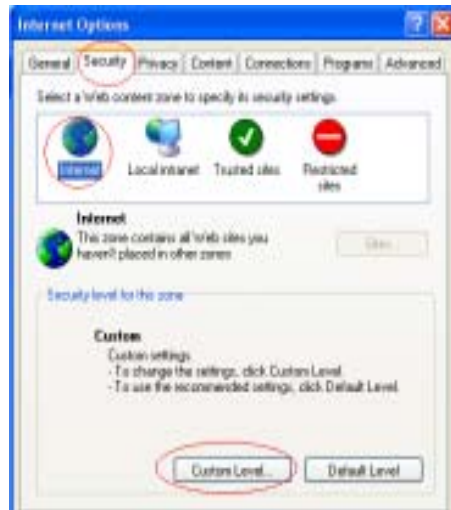 Internet Options
General Security Privacy Content Connections Programs Advanced
Select a Web content zone to specify its security settings.
Internet Local intranet Trusted sites Restricted
sites
Internet
This zone contains all Web sites you
haven't placed in other zones
Sites...
Security level for this zone
Custom
Custom settings.
- To change the settings, click Custom Level.
- To use the recommended settings, click Default Level.
Custom Level... Default Level